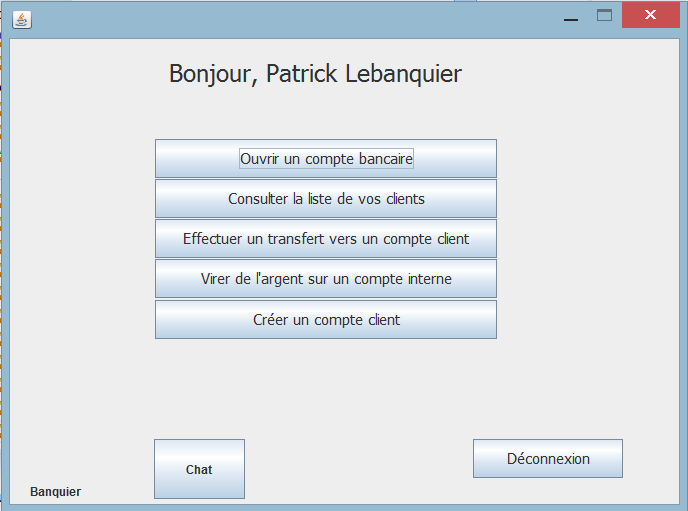 Bonjour, Patrick Lebanquier
Ouvrir un compte bancaire
Consulter la liste de vos clients
Effectuer un transfert vers un compte client
Virer de l'argent sur un compte interne
Créer un compte client
Déconnexion
Chat
Banquier